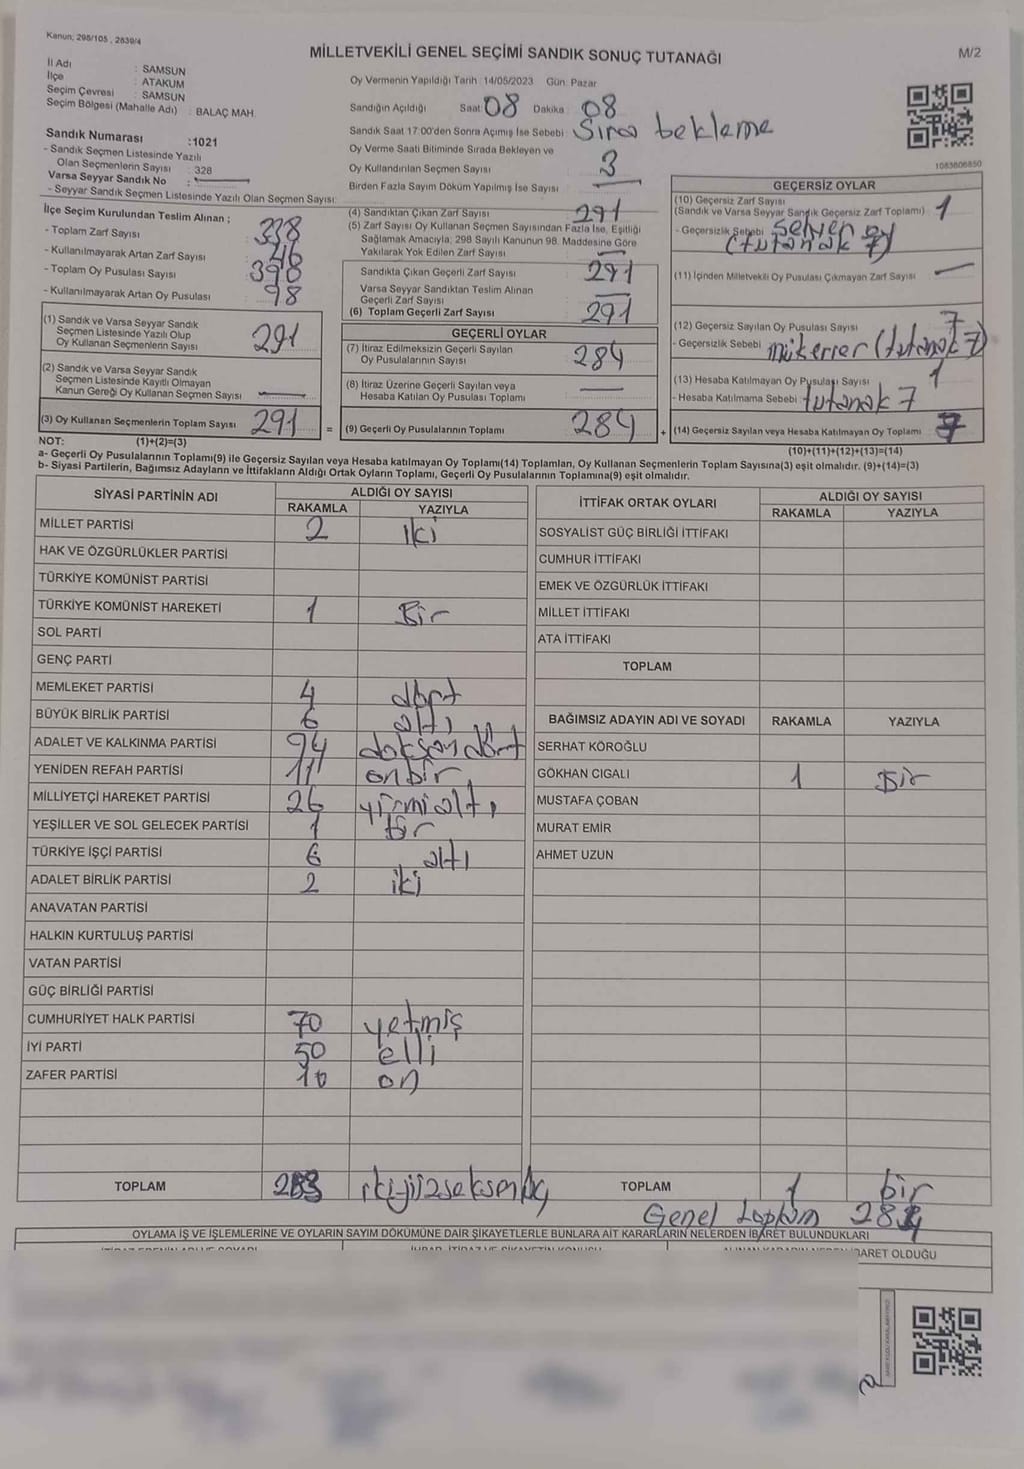 Kanun: 298/105 , 2839/4
MİLLETVEKİLİ GENEL SEÇİMİ SANDIK SONUÇ TUTANAĞI
M/2
İl Adı : SAMSUN
İlçe : ATAKUM
Seçim Çevresi : SAMSUN
Seçim Bölgesi (Mahalle Adı) : BALAÇ MAH.
Sandık Numarası :1021
- Sandık Seçmen Listesinde Yazılı
Olan Seçmenlerin Sayısı : 328
Varsa Seyyar Sandık No :
- Seyyar Sandık Seçmen Listesinde Yazılı Olan Seçmen Sayısı:
Oy Vermenin Yapıldığı Tarih 14/05/2023 Gün: Pazar
Sandığın Açıldığı Saat 08 Dakika 08
Sandık Saat 17:00'den Sonra Açılmış İse Sebebi: Sıra bekleme
Oy Verme Saati Bitiminde Sırada Bekleyen ve
Oy Kullandırılan Seçmen Sayısı 3
Birden Fazla Sayım Döküm Yapılmış İse Sayısı
1083606850
İlçe Seçim Kurulundan Teslim Alınan ;
- Toplam Zarf Sayısı 338
- Kullanılmayarak Artan Zarf Sayısı 46
- Toplam Oy Pusulası Sayısı 398
- Kullanılmayarak Artan Oy Pusulası 98
(1) Sandık ve Varsa Seyyar Sandık
Seçmen Listesinde Yazılı Olup
Oy Kullanan Seçmenlerin Sayısı 291
(2) Sandık ve Varsa Seyyar Sandık
Seçmen Listesinde Kayıtlı Olmayan
Kanun Gereği Oy Kullanan Seçmen Sayısı
(3) Oy Kullanan Seçmenlerin Toplam Sayısı 291 =
(4) Sandıktan Çıkan Zarf Sayısı 291
(5) Zarf Sayısı Oy Kullanan Seçmen Sayısından Fazla İse, Eşitliği
Sağlamak Amacıyla; 298 Sayılı Kanunun 98. Maddesine Göre
Yakılarak Yok Edilen Zarf Sayısı
Sandıkta Çıkan Geçerli Zarf Sayısı 291
Varsa Seyyar Sandıktan Teslim Alınan
Geçerli Zarf Sayısı
(6) Toplam Geçerli Zarf Sayısı 291
GEÇERLİ OYLAR
(7) İtiraz Edilmeksizin Geçerli Sayılan
Oy Pusulalarının Sayısı 284
(8) İtiraz Üzerine Geçerli Sayılan veya
Hesaba Katılan Oy Pusulası Toplamı
(9) Geçerli Oy Pusulalarının Toplamı 284 +
GEÇERSİZ OYLAR
(10) Geçersiz Zarf Sayısı
(Sandık ve Varsa Seyyar Sandık Geçersiz Zarf Toplamı) 1
- Geçersizlik Sebebi
(tutanak 7)
(11) İçinden Milletvekili Oy Pusulası Çıkmayan Zarf Sayısı
(12) Geçersiz Sayılan Oy Pusulası Sayısı 7
- Geçersizlik Sebebi mükerrer (tutanak 7)
(13) Hesaba Katılmayan Oy Pusulası Sayısı 1
- Hesaba Katılmama Sebebi tutanak 7
(14) Geçersiz Sayılan veya Hesaba Katılmayan Oy Toplamı 7
NOT: (1)+(2)=(3)
(10)+(11)+(12)+(13)=(14)
a- Geçerli Oy Pusulalarının Toplamı(9) ile Geçersiz Sayılan veya Hesaba katılmayan Oy Toplamı(14) Toplamları, Oy Kullanan Seçmenlerin Toplam Sayısına(3) eşit olmalıdır. (9)+(14)=(3)
b- Siyasi Partilerin, Bağımsız Adayların ve İttifakların Aldığı Ortak Oyların Toplamı, Geçerli Oy Pusulalarının Toplamına(9) eşit olmalıdır.
SİYASİ PARTİNİN ADI
ALDIĞI OY SAYISI
RAKAMLA YAZIYLA
MİLLET PARTİSİ 2 iki
HAK VE ÖZGÜRLÜKLER PARTİSİ
TÜRKİYE KOMÜNİST PARTİSİ
TÜRKİYE KOMÜNİST HAREKETİ 1 Bir
SOL PARTİ
GENÇ PARTİ
MEMLEKET PARTİSİ 4 dört
BÜYÜK BİRLİK PARTİSİ 6 altı
ADALET VE KALKINMA PARTİSİ 94 doksan dört
YENİDEN REFAH PARTİSİ 11 onbir
MİLLİYETÇİ HAREKET PARTİSİ 26 yirmi altı
YEŞİLLER VE SOL GELECEK PARTİSİ 1 bir
TÜRKİYE İŞÇİ PARTİSİ 6 altı
ADALET BİRLİK PARTİSİ 2 iki
ANAVATAN PARTİSİ
HALKIN KURTULUŞ PARTİSİ
VATAN PARTİSİ
GÜÇ BİRLİĞİ PARTİSİ
CUMHURİYET HALK PARTİSİ 70 yetmiş
İYİ PARTİ 50 elli
ZAFER PARTİSİ 10 on
TOPLAM 283 ikiyüzseksenüç
İTTİFAK ORTAK OYLARI
ALDIĞI OY SAYISI
RAKAMLA YAZIYLA
SOSYALİST GÜÇ BİRLİĞİ İTTİFAKI
CUMHUR İTTİFAKI
EMEK VE ÖZGÜRLÜK İTTİFAKI
MİLLET İTTİFAKI
ATA İTTİFAKI
TOPLAM
BAĞIMSIZ ADAYIN ADI VE SOYADI RAKAMLA YAZIYLA
SERHAT KÖROĞLU
GÖKHAN CIGALI 1 Bir
MUSTAFA ÇOBAN
MURAT EMİR
AHMET UZUN
TOPLAM 1 bir
Genel toplam 284
OYLAMA İŞ VE İŞLEMLERİNE VE OYLARIN SAYIM DÖKÜMÜNE DAİR ŞİKAYETLERLE BUNLARA AİT KARARLARIN NELERDEN İBARET BULUNDUKLARI
BARET OLDUĞU